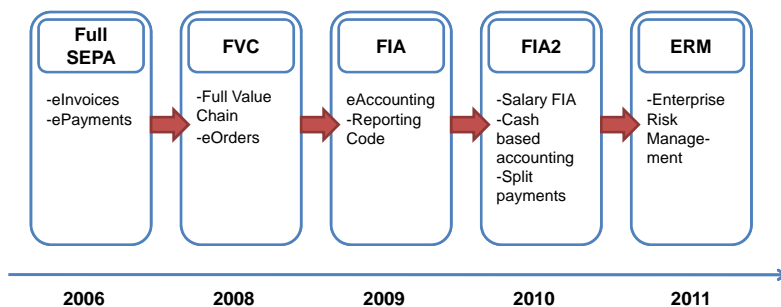 Full
SEPA
-eInvoices
-ePayments
FVC
-Full Value
Chain
-eOrders
FIA
eAccounting
-Reporting
Code
FIA2
-Salary FIA
-Cash
based
accounting
-Split
payments
ERM
-Enterprise
Risk
Manage-
ment
2006
2008
2009
2010
2011